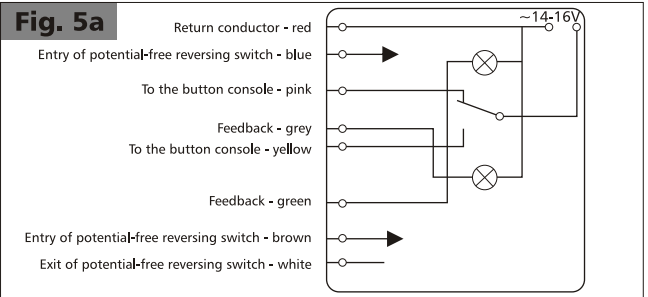 Fig. 5a
~14-16V
Return conductor - red
Entry of potential-free reversing switch - blue
To the button console - pink
Feedback - grey
To the button console - yellow
Feedback - green
Entry of potential-free reversing switch - brown
Exit of potential-free reversing switch - white